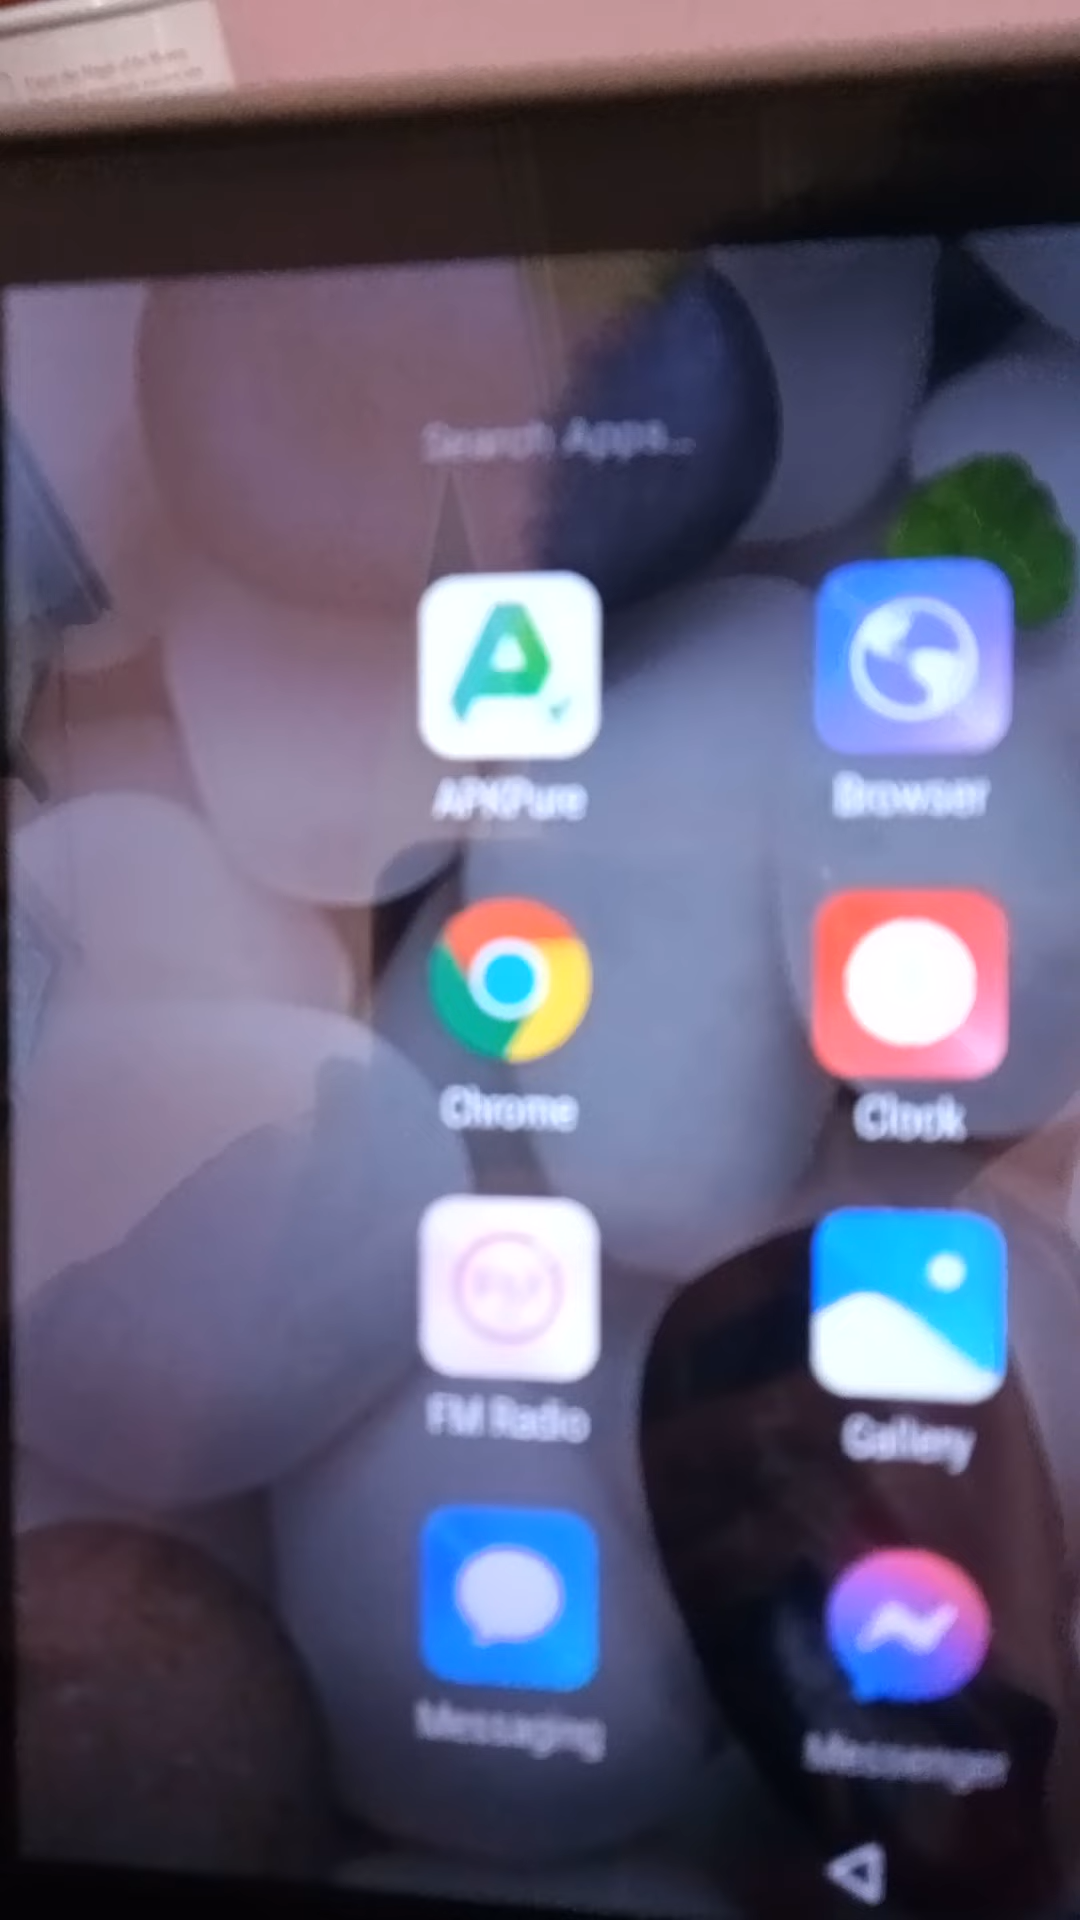 Search Apps...
APKPure
Browser
Chrome
Clock
FM Radio
Gallery
Messaging
Messenger